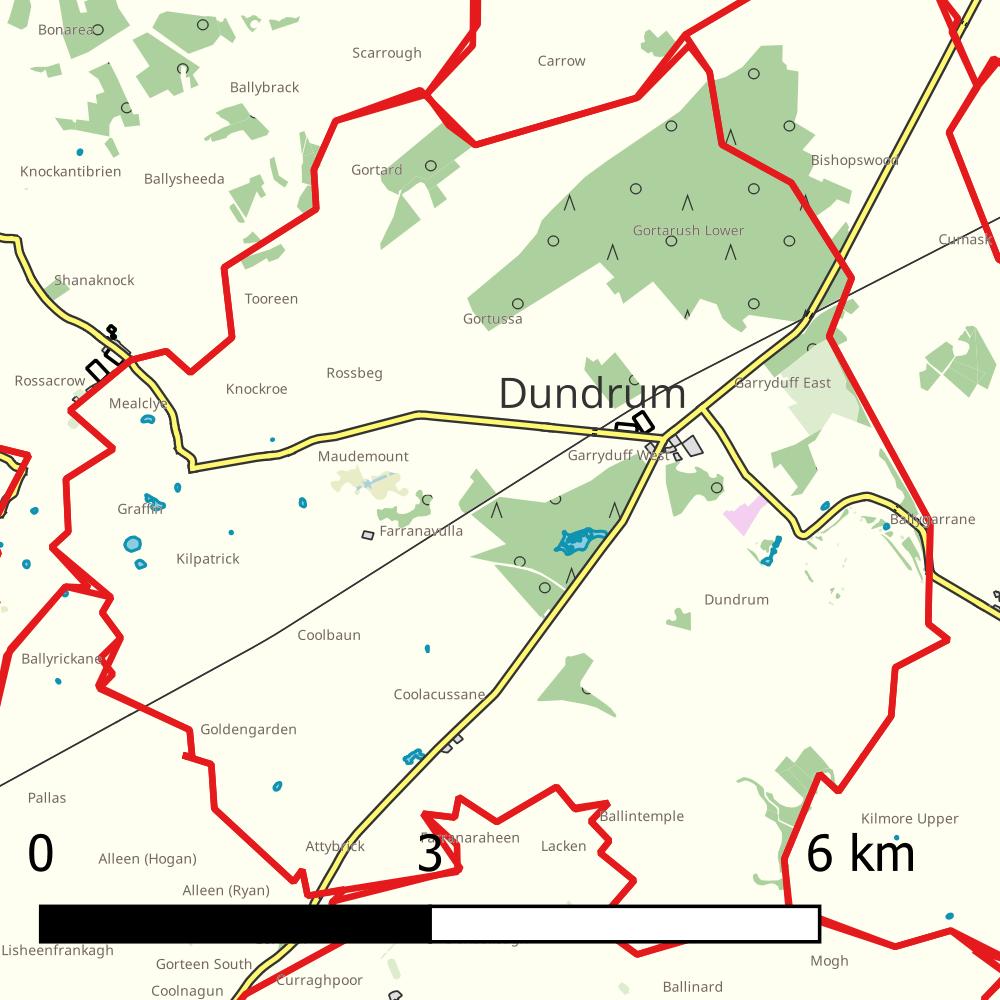 Bonarea
Scarrough
Carrow
Ballybrack
Knockantibrien
Ballysheeda
Gortard
Bishopswood
Gortarush Lower
Cumask
Shanaknock
Tooreen
Gortussa
Rossacrow
Mealclye
Knockroe
Rossbeg
Dundrum
Garryduff East
Maudemount
Garryduff West
Graffin
Farranavulla
Ballygarrane
Kilpatrick
Dundrum
Coolbaun
Ballyrickane
Coolacussane
Goldengarden
Pallas
Ballintemple
Kilmore Upper
Attybrick
Farranaraheen
Lacken
0 3 6 km
Alleen (Hogan)
Alleen (Ryan)
Lisheenfrankagh
Gorteen South
Mogh
Curraghpoor
Coolnagun
Ballinard